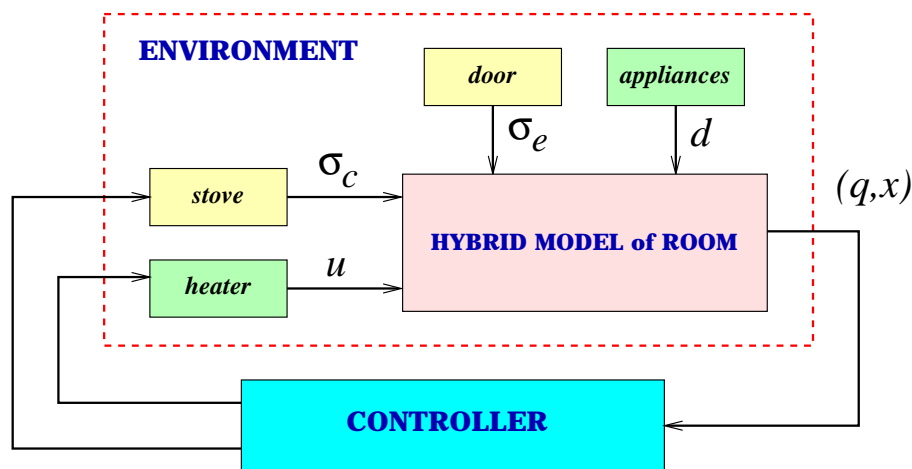 ENVIRONMENT
door
appliances
σe
d
stove
σc
(q,x)
HYBRID MODEL of ROOM
heater
u
CONTROLLER